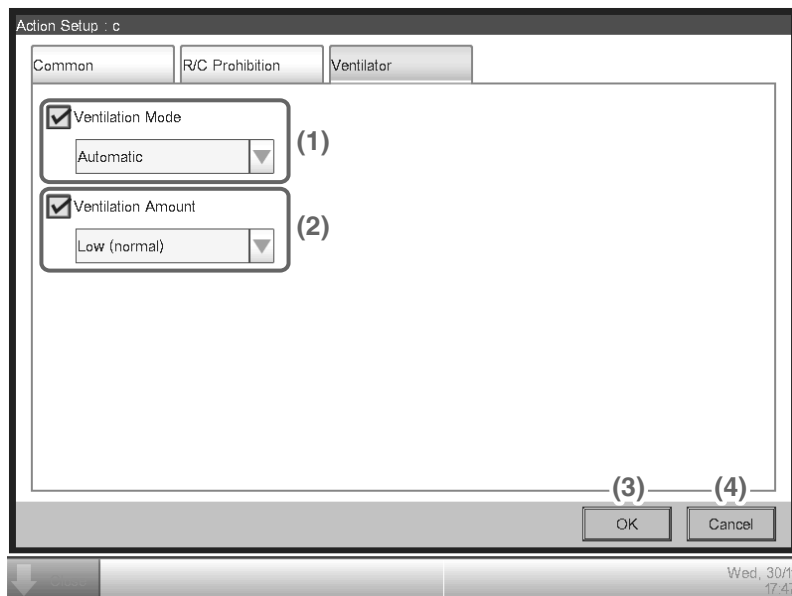 Action Setup : c
Common R/C Prohibition Ventilator
Ventilation Mode
(1)
Automatic
Ventilation Amount
(2)
Low (normal)
(3) (4)
OK Cancel
Wed, 30/1
17:47